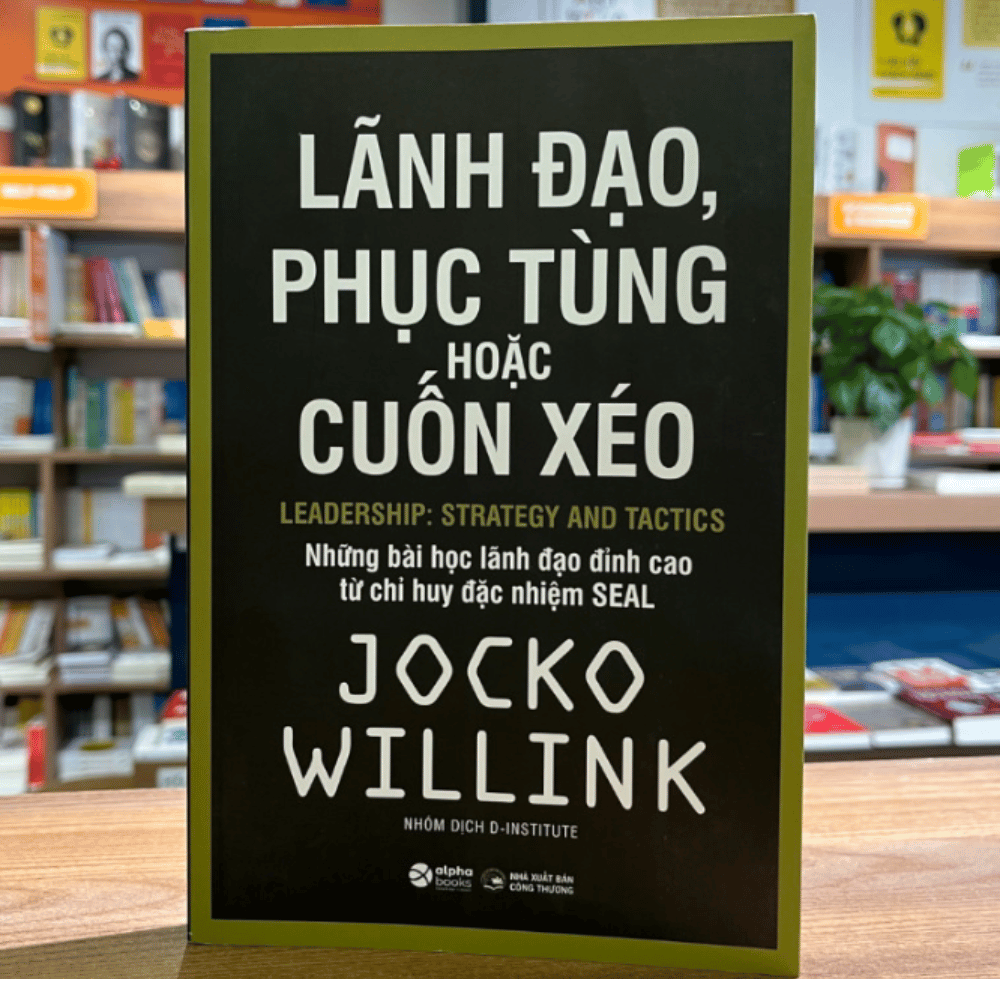 LÃNH ĐẠO,
PHỤC TÙNG
HOẶC
CUỐN XÉO
LEADERSHIP: STRATEGY AND TACTICS
Những bài học lãnh đạo đỉnh cao
từ chỉ huy đặc nhiệm SEAL
JOCKO
WILLINK
NHÓM DỊCH D-INSTITUTE
alpha
books
NHÀ XUẤT BẢN
CÔNG THƯƠNG